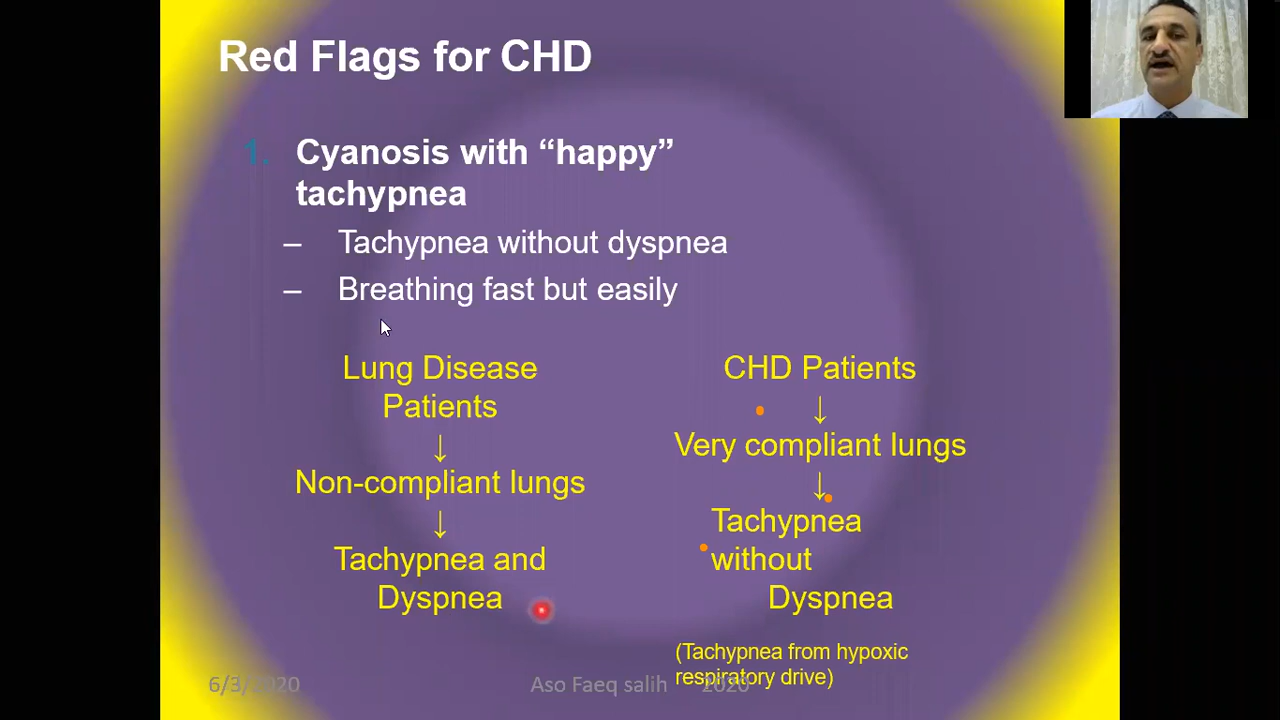 Red Flags for CHD
1. Cyanosis with “happy”
tachypnea
– Tachypnea without dyspnea
– Breathing fast but easily
Lung Disease
Patients
↓
Non-compliant lungs
↓
Tachypnea and
Dyspnea
CHD Patients
↓
Very compliant lungs
↓
Tachypnea
without
Dyspnea
(Tachypnea from hypoxic
respiratory drive)
6/3/2020
Aso Faeq salih 2020